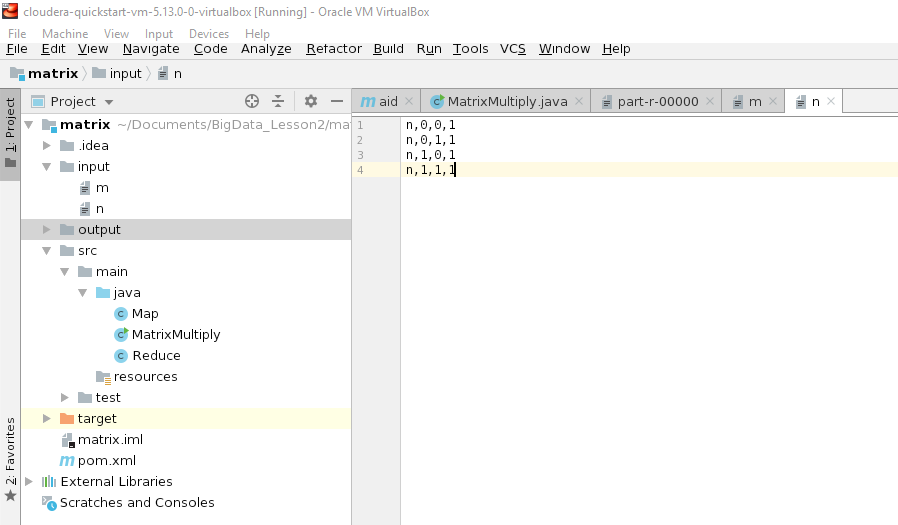 cloudera-quickstart-vm-5.13.0-0-virtualbox [Running] - Oracle VM VirtualBox
File Machine View Input Devices Help
File Edit View Navigate Code Analyze Refactor Build Run Tools VCS Window Help
matrix input n
Project
aid MatrixMultiply.java part-r-00000 m n
1: Project
2: Favorites
matrix ~/Documents/BigData_Lesson2/ma
.idea
input
m
n
output
src
main
java
Map
MatrixMultiply
Reduce
resources
test
target
matrix.iml
pom.xml
External Libraries
Scratches and Consoles
1 n,0,0,1
2 n,0,1,1
3 n,1,0,1
4 n,1,1,1